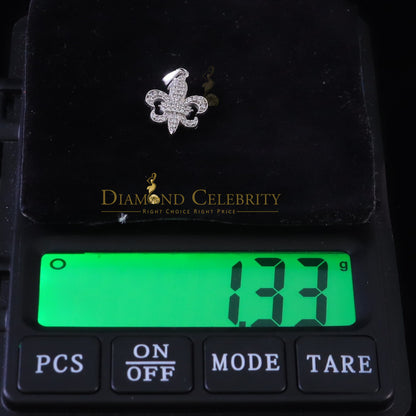 DIAMOND CELEBRITY
RIGHT CHOICE RIGHT PRICE
O 1.33 g
PCS ON/OFF MODE TARE